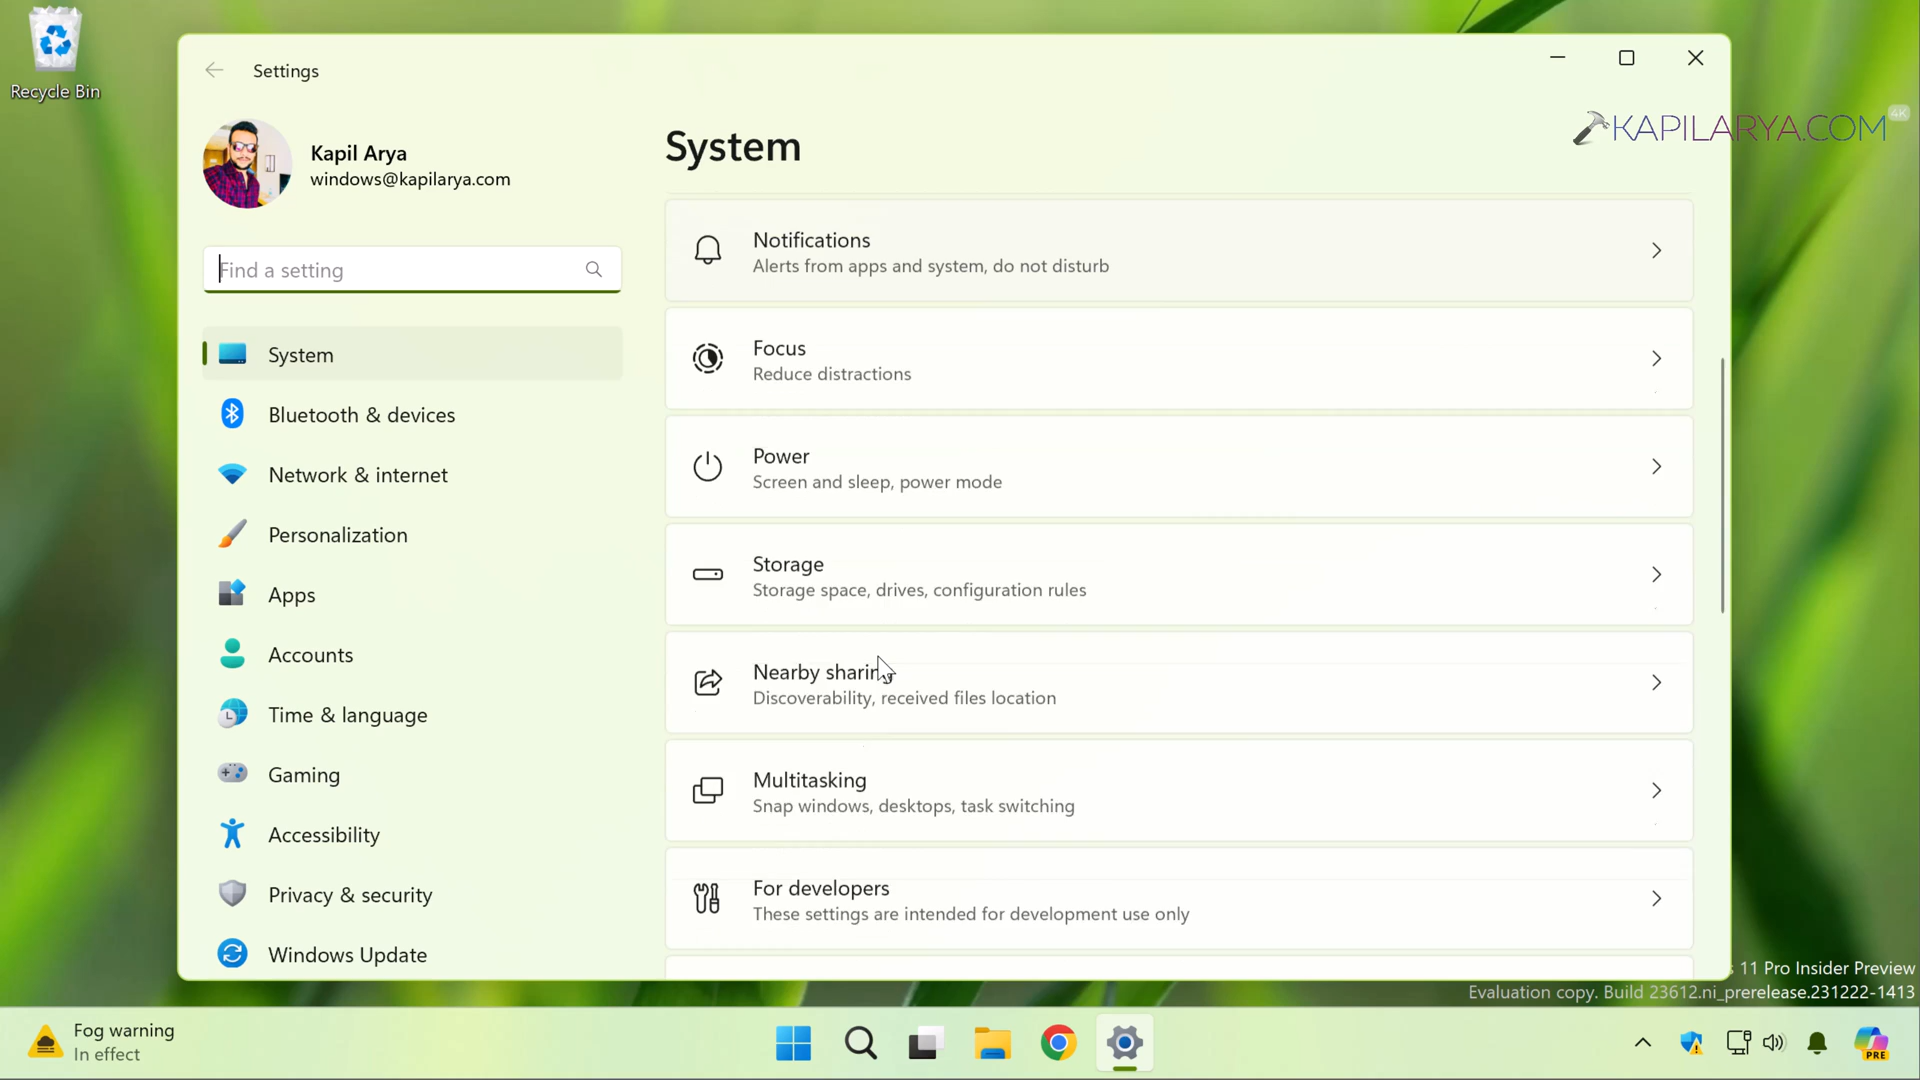 Recycle Bin
Settings
Kapil Arya
windows@kapilarya.com
Find a setting
System
Bluetooth & devices
Network & internet
Personalization
Apps
Accounts
Time & language
Gaming
Accessibility
Privacy & security
Windows Update
System
4K
KAPILARYA.COM
Notifications
Alerts from apps and system, do not disturb
Focus
Reduce distractions
Power
Screen and sleep, power mode
Storage
Storage space, drives, configuration rules
Nearby sharing
Discoverability, received files location
Multitasking
Snap windows, desktops, task switching
For developers
These settings are intended for development use only
s 11 Pro Insider Preview
Evaluation copy. Build 23612.ni_prerelease.231222-1413
Fog warning
In effect
PRE